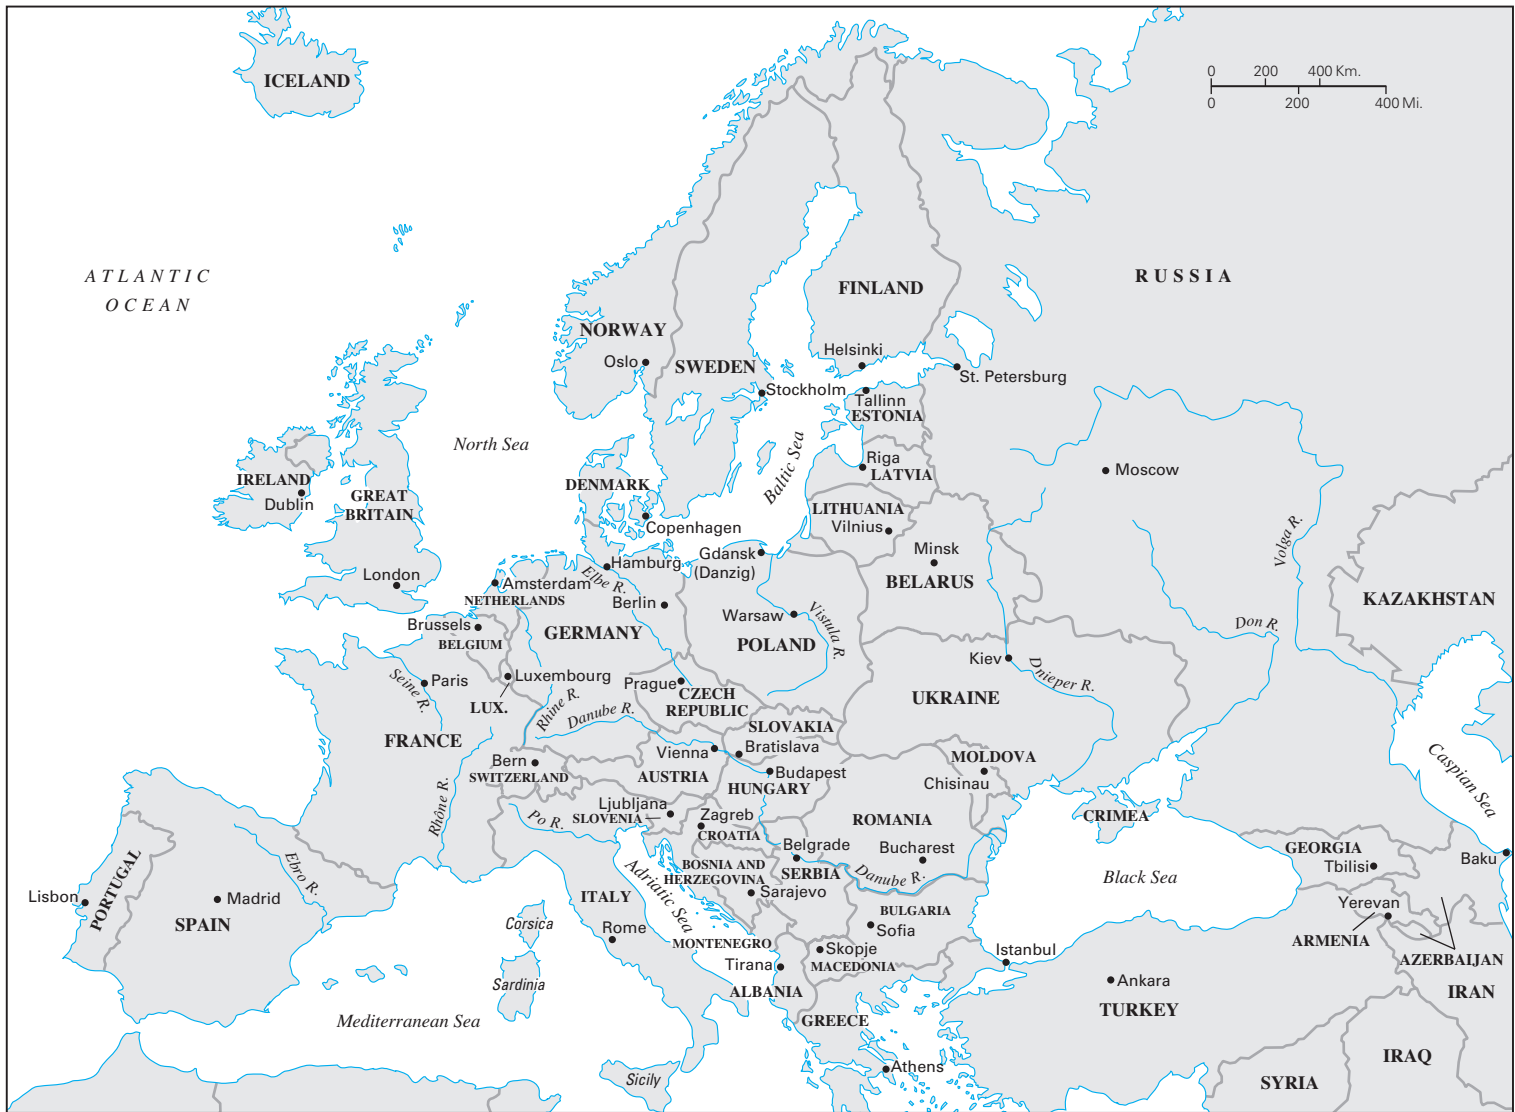 ICELAND
0 200 400 Km.
0 200 400 Mi.
ATLANTIC
OCEAN
RUSSIA
FINLAND
NORWAY
Oslo
SWEDEN
Helsinki
St. Petersburg
Stockholm
Tallinn
ESTONIA
North Sea
Baltic Sea
Riga
LATVIA
Moscow
IRELAND
Dublin
GREAT
BRITAIN
DENMARK
Copenhagen
LITHUANIA
Vilnius
Volga R.
London
Amsterdam
NETHERLANDS
Hamburg
Elbe R.
Gdansk
(Danzig)
Minsk
BELARUS
KAZAKHSTAN
Berlin
Warsaw
Vistula R.
POLAND
Brussels
BELGIUM
GERMANY
Don R.
Kiev
Dnieper R.
Seine R.
Paris
Luxembourg
LUX.
Prague
CZECH
REPUBLIC
UKRAINE
Rhine R.
Danube R.
SLOVAKIA
FRANCE
Vienna
Bratislava
MOLDOVA
Chisinau
Bern
SWITZERLAND
AUSTRIA
Budapest
HUNGARY
Caspian Sea
Rhône R.
Po R.
Ljubljana
SLOVENIA
Zagreb
CROATIA
ROMANIA
Bucharest
CRIMEA
Belgrade
SERBIA
Danube R.
GEORGIA
Tbilisi
Baku
Ebro R.
PORTUGAL
Lisbon
Madrid
SPAIN
ITALY
Adriatic Sea
BOSNIA AND
HERZEGOVINA
Sarajevo
Black Sea
BULGARIA
Sofia
Yerevan
ARMENIA
AZERBAIJAN
Corsica
Rome
MONTENEGRO
Skopje
MACEDONIA
Istanbul
Tirana
ALBANIA
Ankara
TURKEY
IRAN
Sardinia
Mediterranean Sea
GREECE
IRAQ
Sicily
Athens
SYRIA